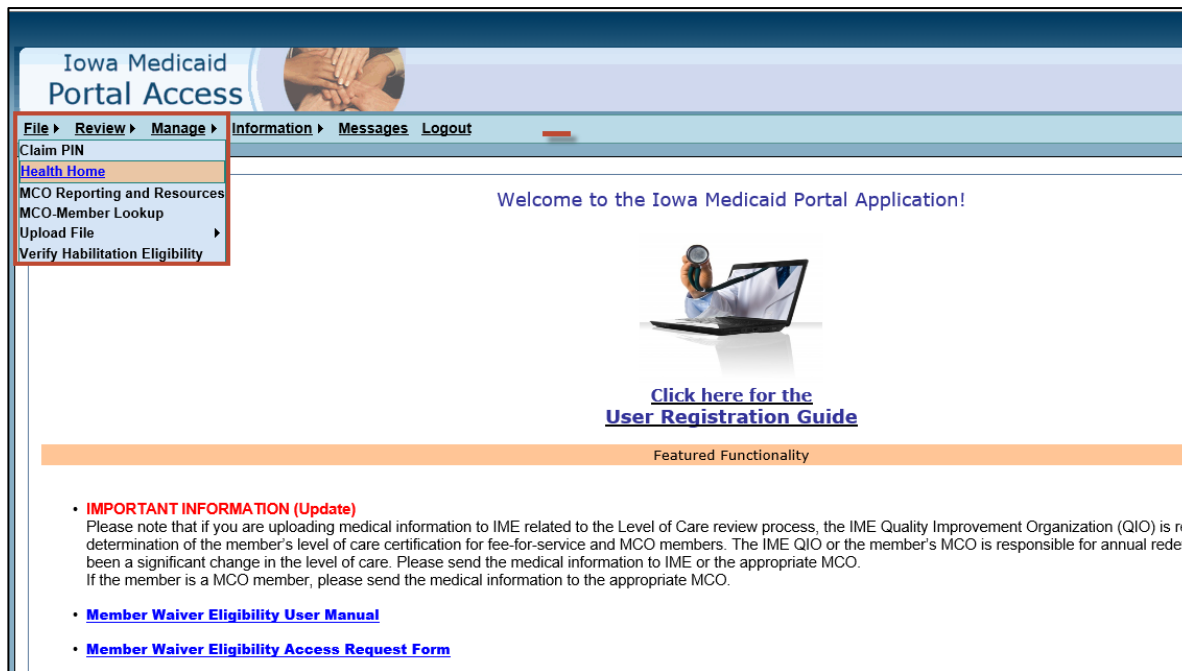 Iowa Medicaid
Portal Access
File Review Manage Information Messages Logout
Claim PIN
Health Home
MCO Reporting and Resources
MCO-Member Lookup
Upload File
Verify Habilitation Eligibility
Welcome to the Iowa Medicaid Portal Application!
Click here for the
User Registration Guide
Featured Functionality
• IMPORTANT INFORMATION (Update)
Please note that if you are uploading medical information to IME related to the Level of Care review process, the IME Quality Improvement Organization (QIO) is
determination of the member's level of care certification for fee-for-service and MCO members. The IME QIO or the member's MCO is responsible for annual
been a significant change in the level of care. Please send the medical information to IME or the appropriate MCO.
If the member is a MCO member, please send the medical information to the appropriate MCO.
• Member Waiver Eligibility User Manual
• Member Waiver Eligibility Access Request Form